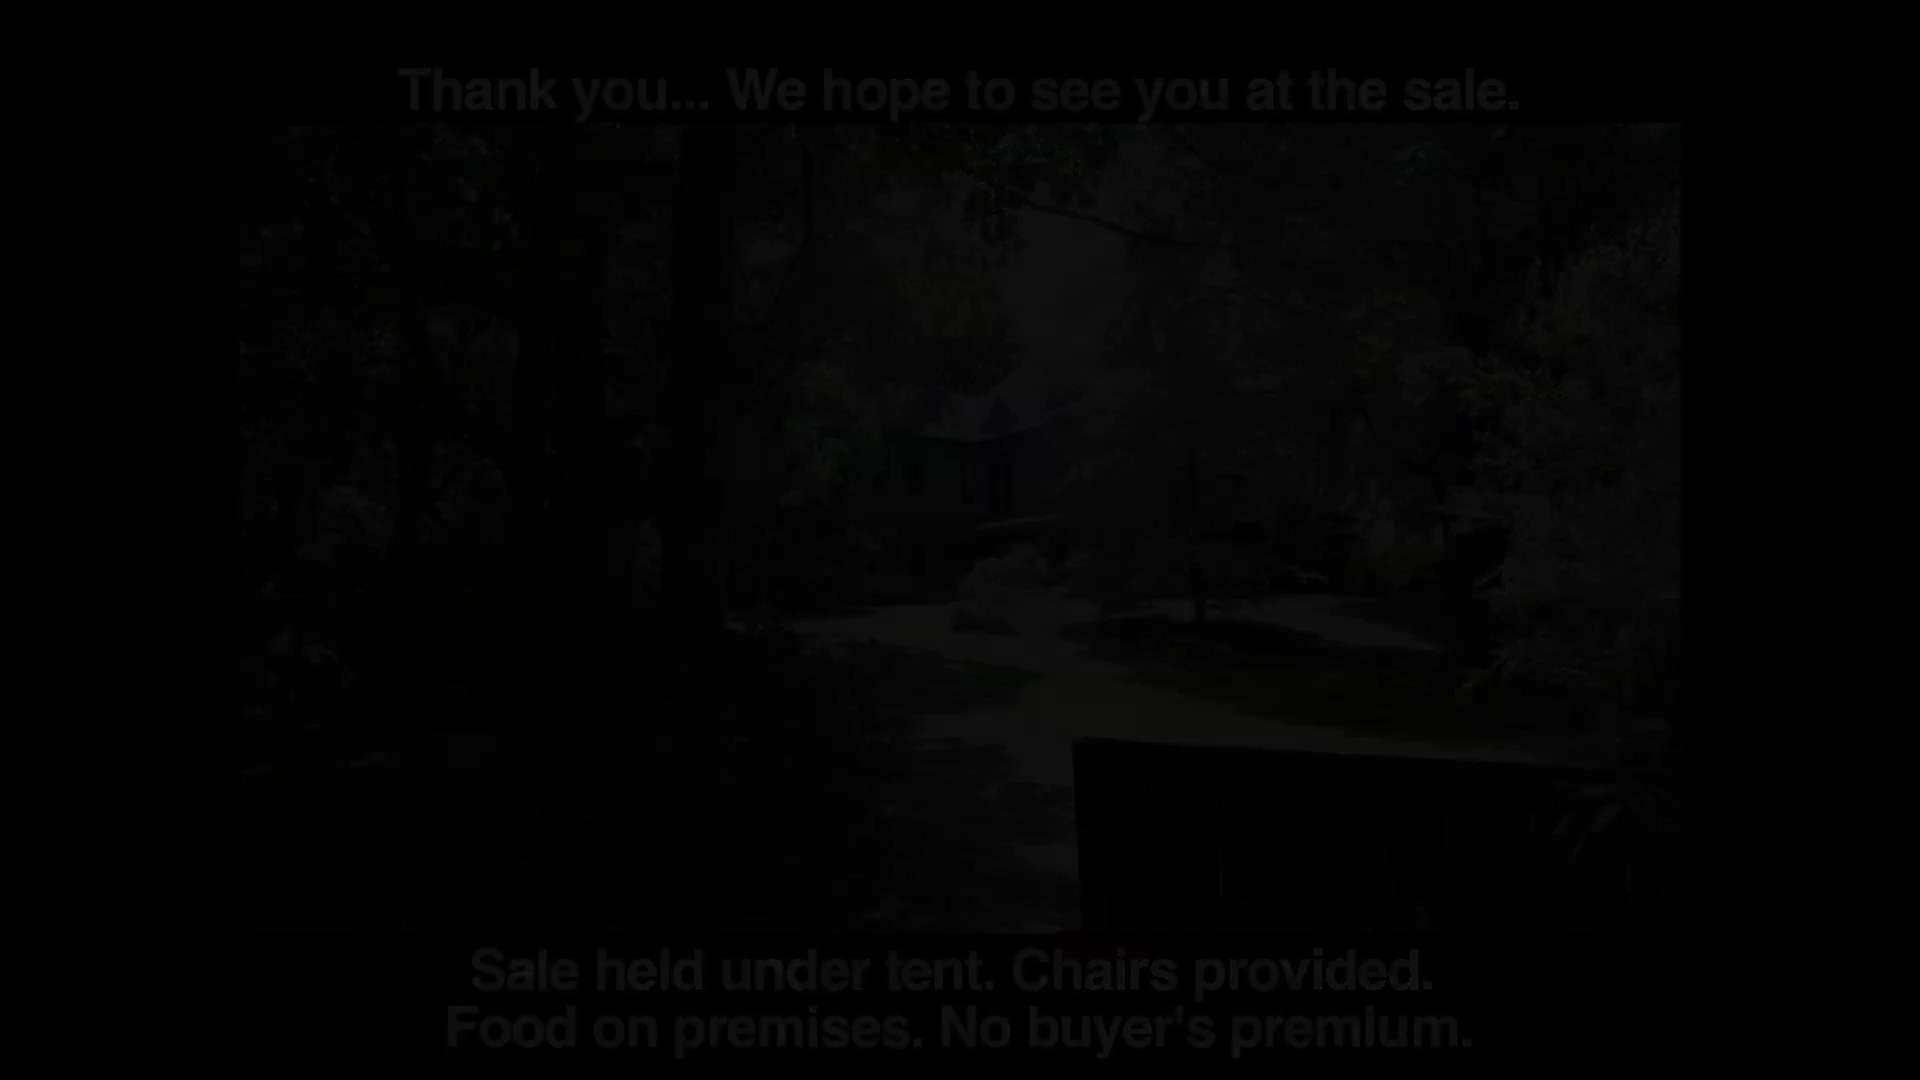 Thank you... We hope to see you at the sale.
Sale held under tent. Chairs provided.
Food on premises. No buyer's premium.